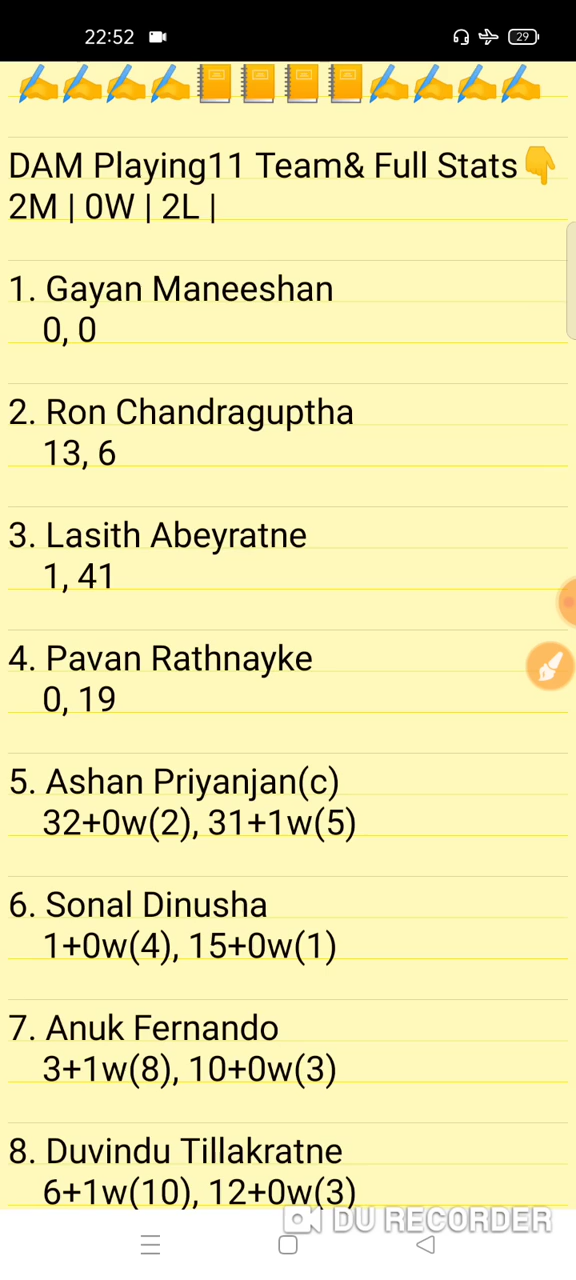 22:52
29
DAM Playing11 Team& Full Stats👇
2M | 0W | 2L |
1. Gayan Maneeshan
0, 0
2. Ron Chandraguptha
13, 6
3. Lasith Abeyratne
1, 41
4. Pavan Rathnayke
0, 19
5. Ashan Priyanjan(c)
32+0w(2), 31+1w(5)
6. Sonal Dinusha
1+0w(4), 15+0w(1)
7. Anuk Fernando
3+1w(8), 10+0w(3)
8. Duvindu Tillakratne
6+1w(10), 12+0w(3)
DU RECORDER